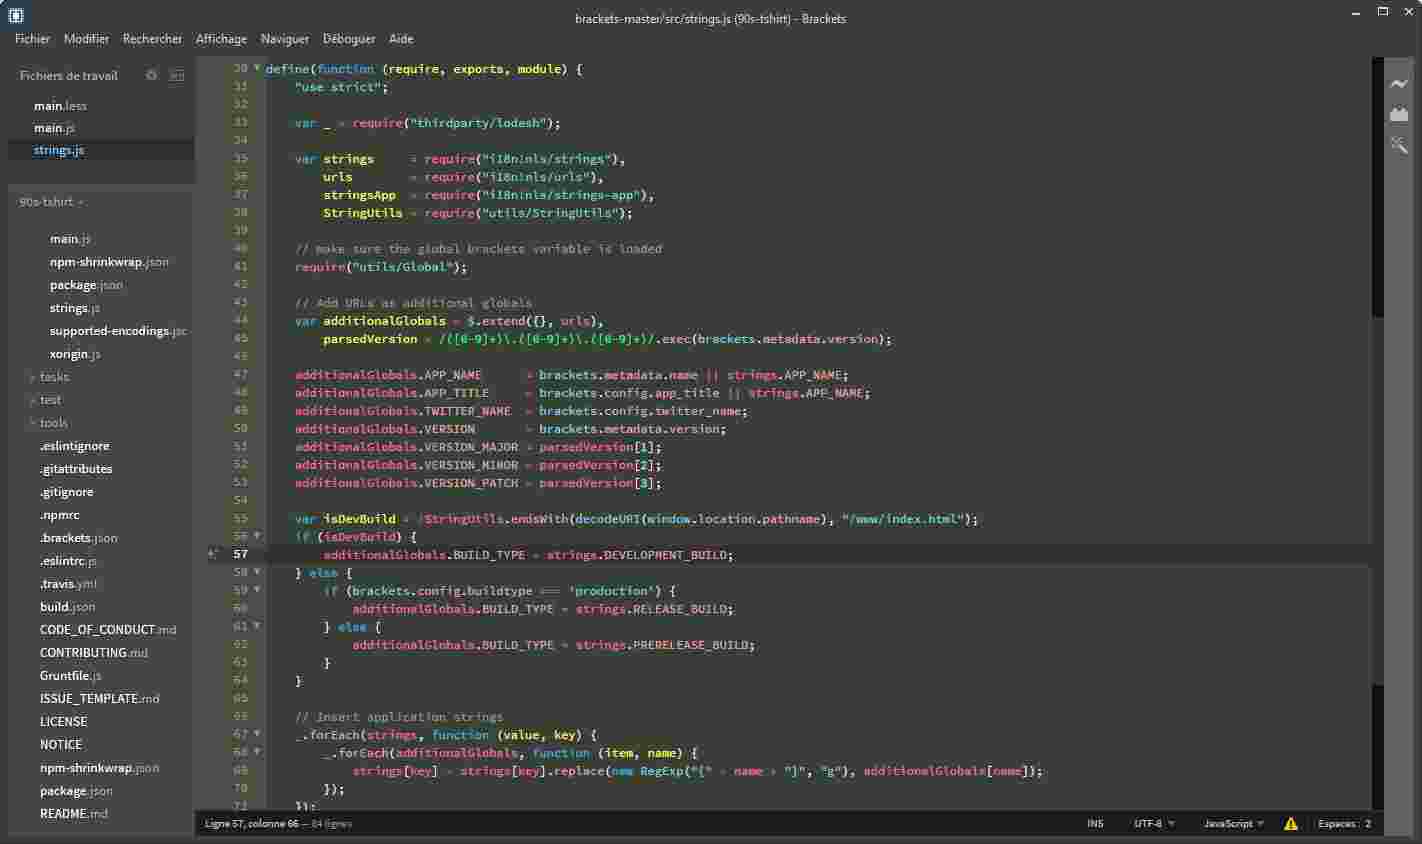 brackets-master/src/strings.js (90s-tshirt) - Brackets
Fichier Modifier Rechercher Affichage Naviguer Déboguer Aide
Fichiers de travail
main.less
main.js
strings.js
90s-tshirt
main.js
npm-shrinkwrap.json
package.json
strings.js
supported-encodings.jsc
xorigin.js
tasks
test
tools
.eslintignore
.gitattributes
.gitignore
.npmrc
.brackets.json
.eslintrc.js
.travis.yml
build.json
CODE_OF_CONDUCT.md
CONTRIBUTING.md
Gruntfile.js
ISSUE_TEMPLATE.md
LICENSE
NOTICE
npm-shrinkwrap.json
package.json
README.md
30 define(function (require, exports, module) {
31 "use strict";
32
33 var _ = require("thirdparty/lodash");
34
35 var strings = require("i18n!nls/strings"),
36 urls = require("i18n!nls/urls"),
37 stringsApp = require("i18n!nls/strings-app"),
38 StringUtils = require("utils/StringUtils");
39
40 // make sure the global brackets variable is loaded
41 require("utils/Global");
42
43 // Add URLs as additional globals
44 var additionalGlobals = $.extend({}, urls),
45 parsedVersion = /([0-9]+)\.([0-9]+)\.([0-9]+)/.exec(brackets.metadata.version);
46
47 additionalGlobals.APP_NAME = brackets.metadata.name || strings.APP_NAME;
48 additionalGlobals.APP_TITLE = brackets.config.app_title || strings.APP_NAME;
49 additionalGlobals.TWITTER_NAME = brackets.config.twitter_name;
50 additionalGlobals.VERSION = brackets.metadata.version;
51 additionalGlobals.VERSION_MAJOR = parsedVersion[1];
52 additionalGlobals.VERSION_MINOR = parsedVersion[2];
53 additionalGlobals.VERSION_PATCH = parsedVersion[3];
54
55 var isDevBuild = !StringUtils.endsWith(decodeURI(window.location.pathname), "/www/index.html");
56 if (isDevBuild) {
57 additionalGlobals.BUILD_TYPE = strings.DEVELOPMENT_BUILD;
58 } else {
59 if (brackets.config.buildtype === 'production') {
60 additionalGlobals.BUILD_TYPE = strings.RELEASE_BUILD;
61 } else {
62 additionalGlobals.BUILD_TYPE = strings.PRERELEASE_BUILD;
63 }
64 }
65
66 // Insert application strings
67 _.forEach(strings, function (value, key) {
68 _.forEach(additionalGlobals, function (item, name) {
69 strings[key] = strings[key].replace(new RegExp("{" + name + "}", "g"), additionalGlobals[name]);
70 });
71 });
Ligne 57, colonne 66 — 84 lignes INS UTF-8 JavaScript Espaces : 2